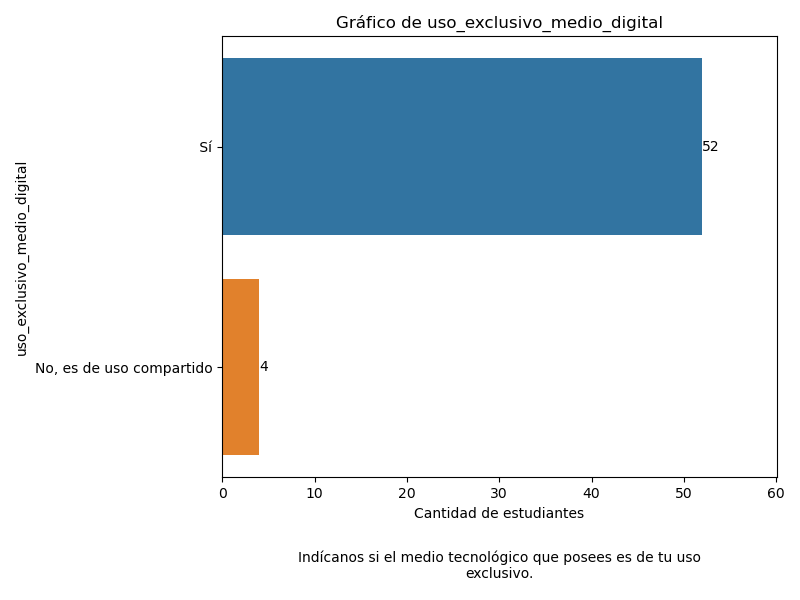 Gráfico de uso_exclusivo_medio_digital
uso_exclusivo_medio_digital
Sí
52
No, es de uso compartido
4
0 10 20 30 40 50 60
Cantidad de estudiantes
Indícanos si el medio tecnológico que posees es de tu uso
exclusivo.